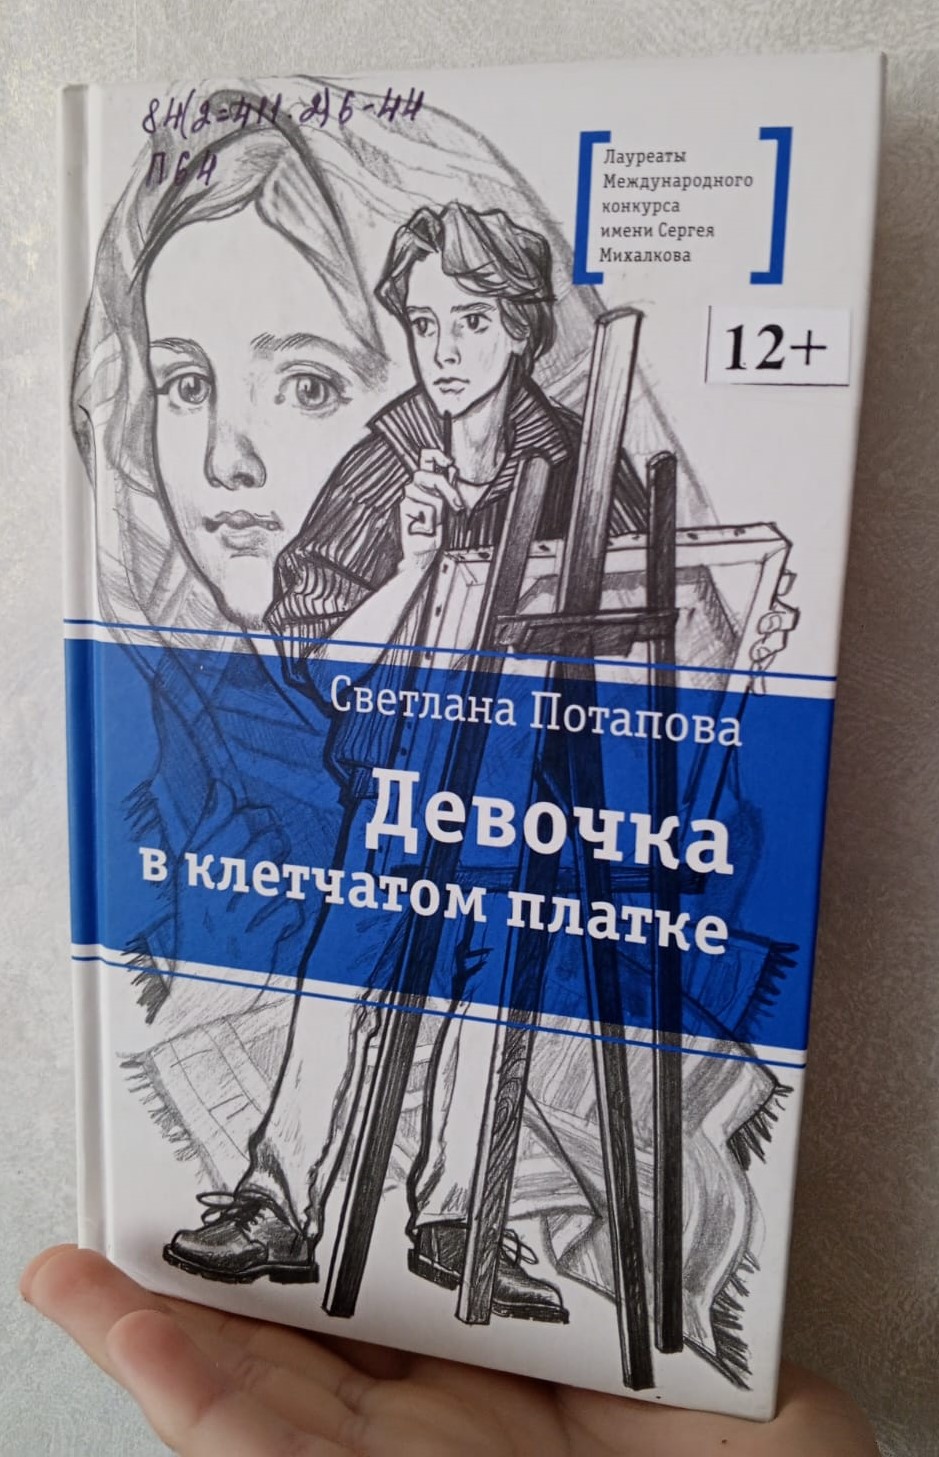 84(2=411.2)6-44
П64
Лауреаты
Международного
конкурса
имени Сергея
Михалкова
12+
Светлана Потапова
Девочка
в клетчатом платке